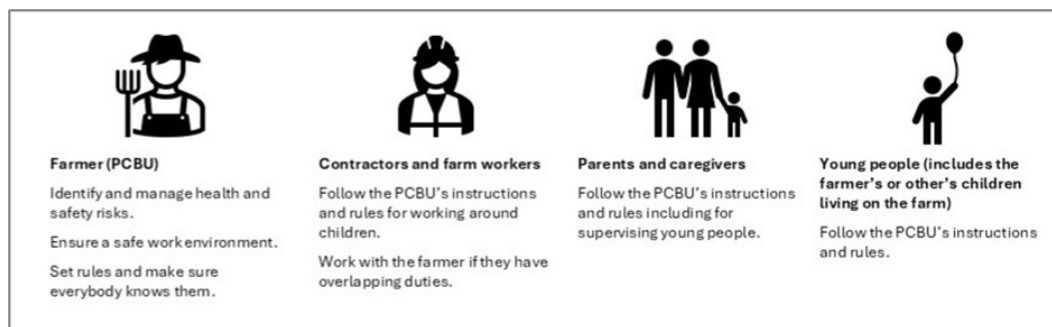 Farmer (PCBU)
Identify and manage health and
safety risks.
Ensure a safe work environment.
Set rules and make sure
everybody knows them.
Contractors and farm workers
Follow the PCBU's instructions
and rules for working around
children.
Work with the farmer if they have
overlapping duties.
Parents and caregivers
Follow the PCBU's instructions
and rules including for
supervising young people.
Young people (includes the
farmer's or other's children
living on the farm)
Follow the PCBU's instructions
and rules.